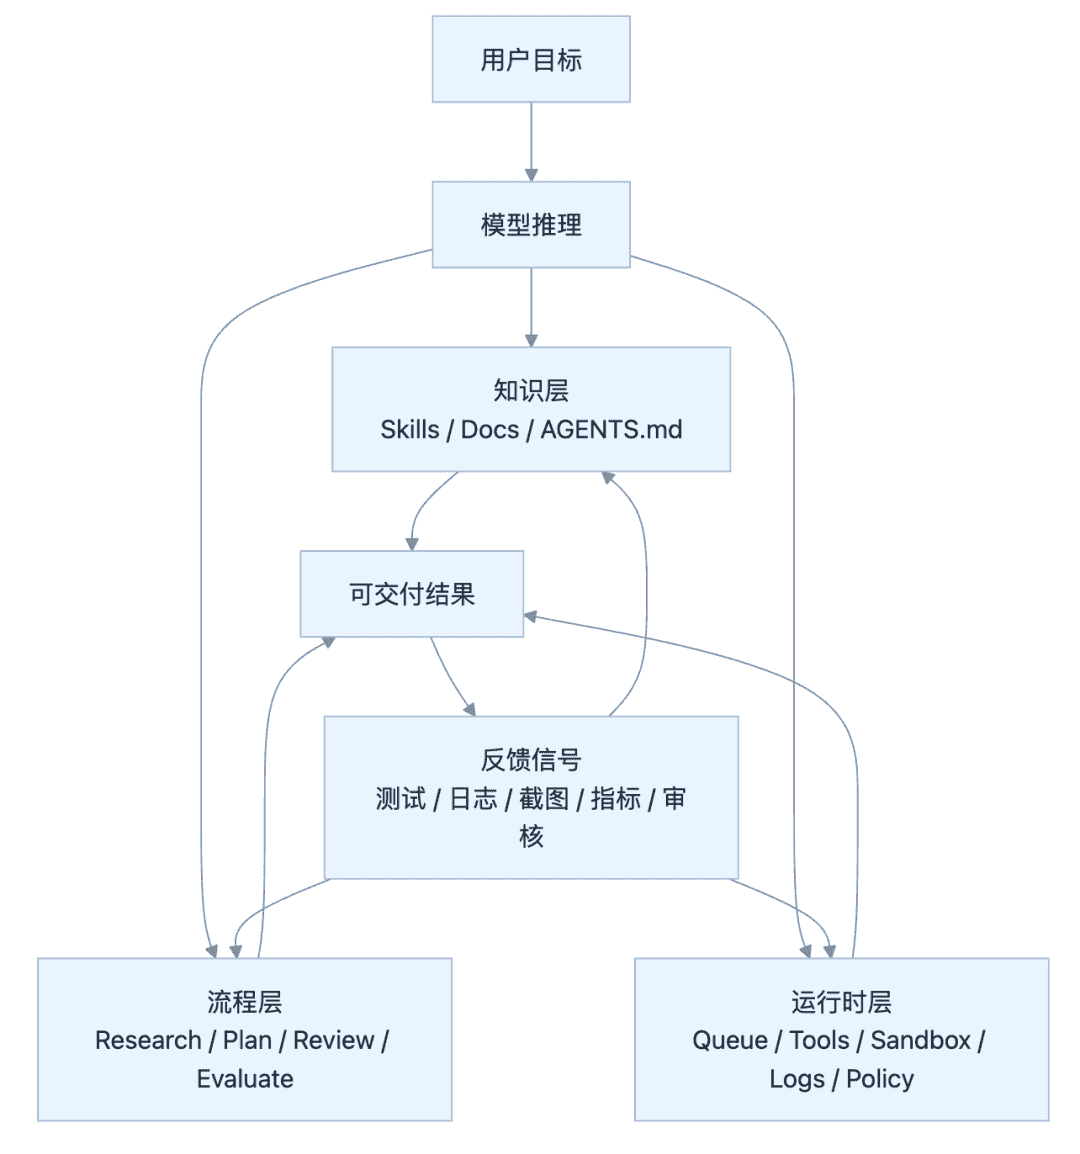 用户目标
模型推理
知识层
Skills / Docs / AGENTS.md
可交付结果
反馈信号
测试 / 日志 / 截图 / 指标 / 审
核
流程层
Research / Plan / Review /
Evaluate
运行时层
Queue / Tools / Sandbox /
Logs / Policy